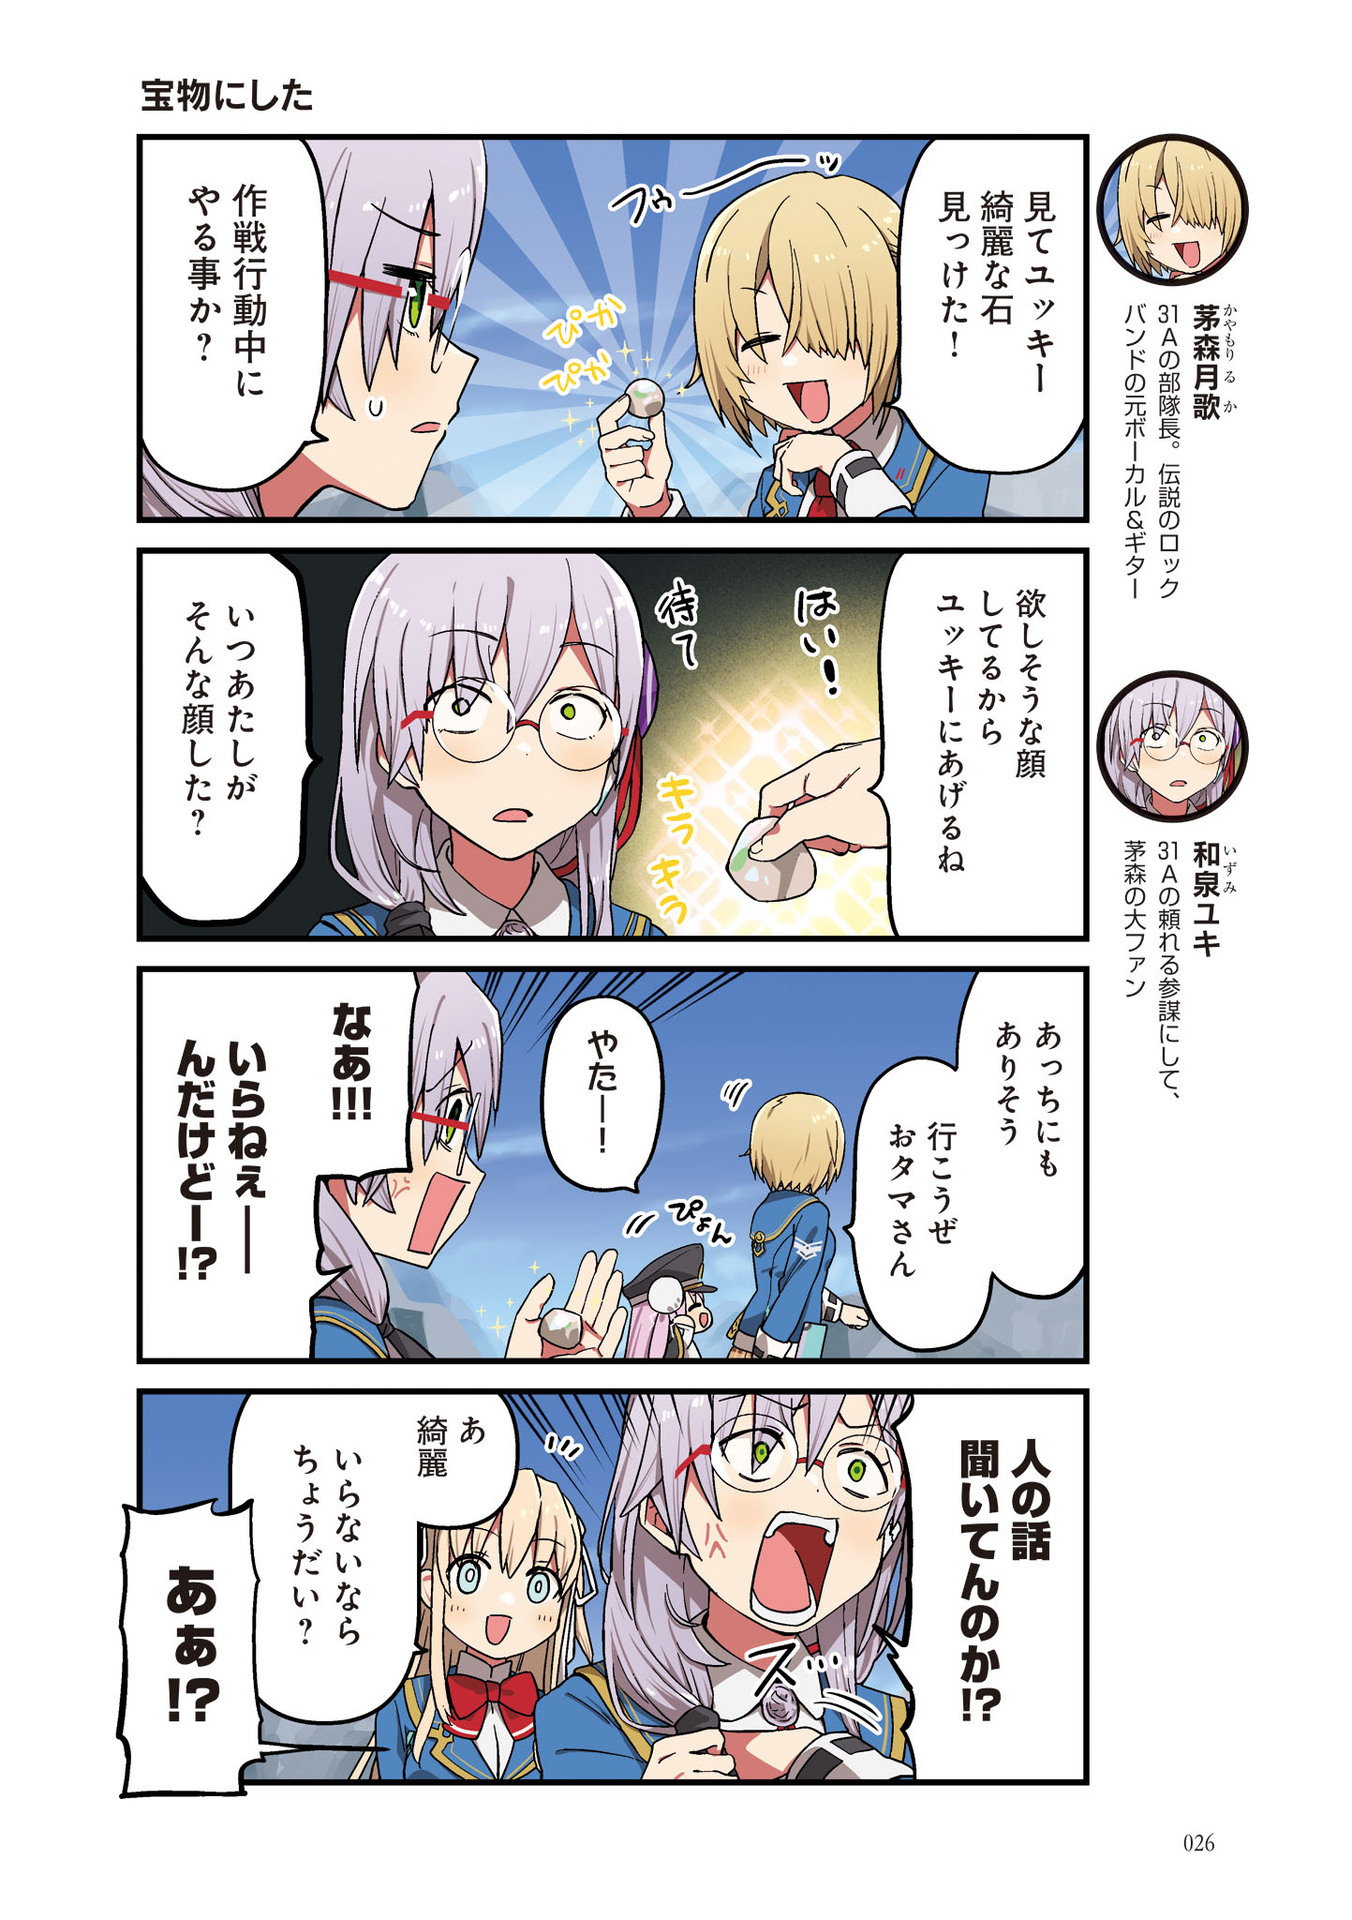 宝物にした
見てユッキー
綺麗な石
見っけた！
フゥーーッ
ぴか
ぴか
作戦行動中に
やる事か？
欲しそうな顔
してるから
ユッキーにあげるね
はい！
待て
キラ
キラ
いつあたしが
そんな顔した？
あっちにも
ありそう
行こうぜ
おタマさん
やたー！
ぴょん
なあ!!!
いらねぇ――
んだけどー!?
人の話
聞いてんのか!?
ス…
あ
綺麗
いらないなら
ちょうだい？
あぁ!?
かやもり るか
茅森月歌
31Aの部隊長。伝説のロック
バンドの元ボーカル&ギター
いずみ
和泉ユキ
31Aの頼れる参謀にして、
茅森の大ファン
026